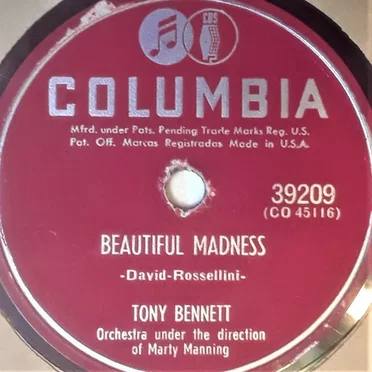 CBS
COLUMBIA
Mfrd. under Pats. Pending Trade Marks Reg. U.S.
Pat. Off. Marcas Registradas Made in U.S.A.
39209
(CO 45116)
BEAUTIFUL MADNESS
-David-Rossellini-
TONY BENNETT
Orchestra under the direction
of Marty Manning